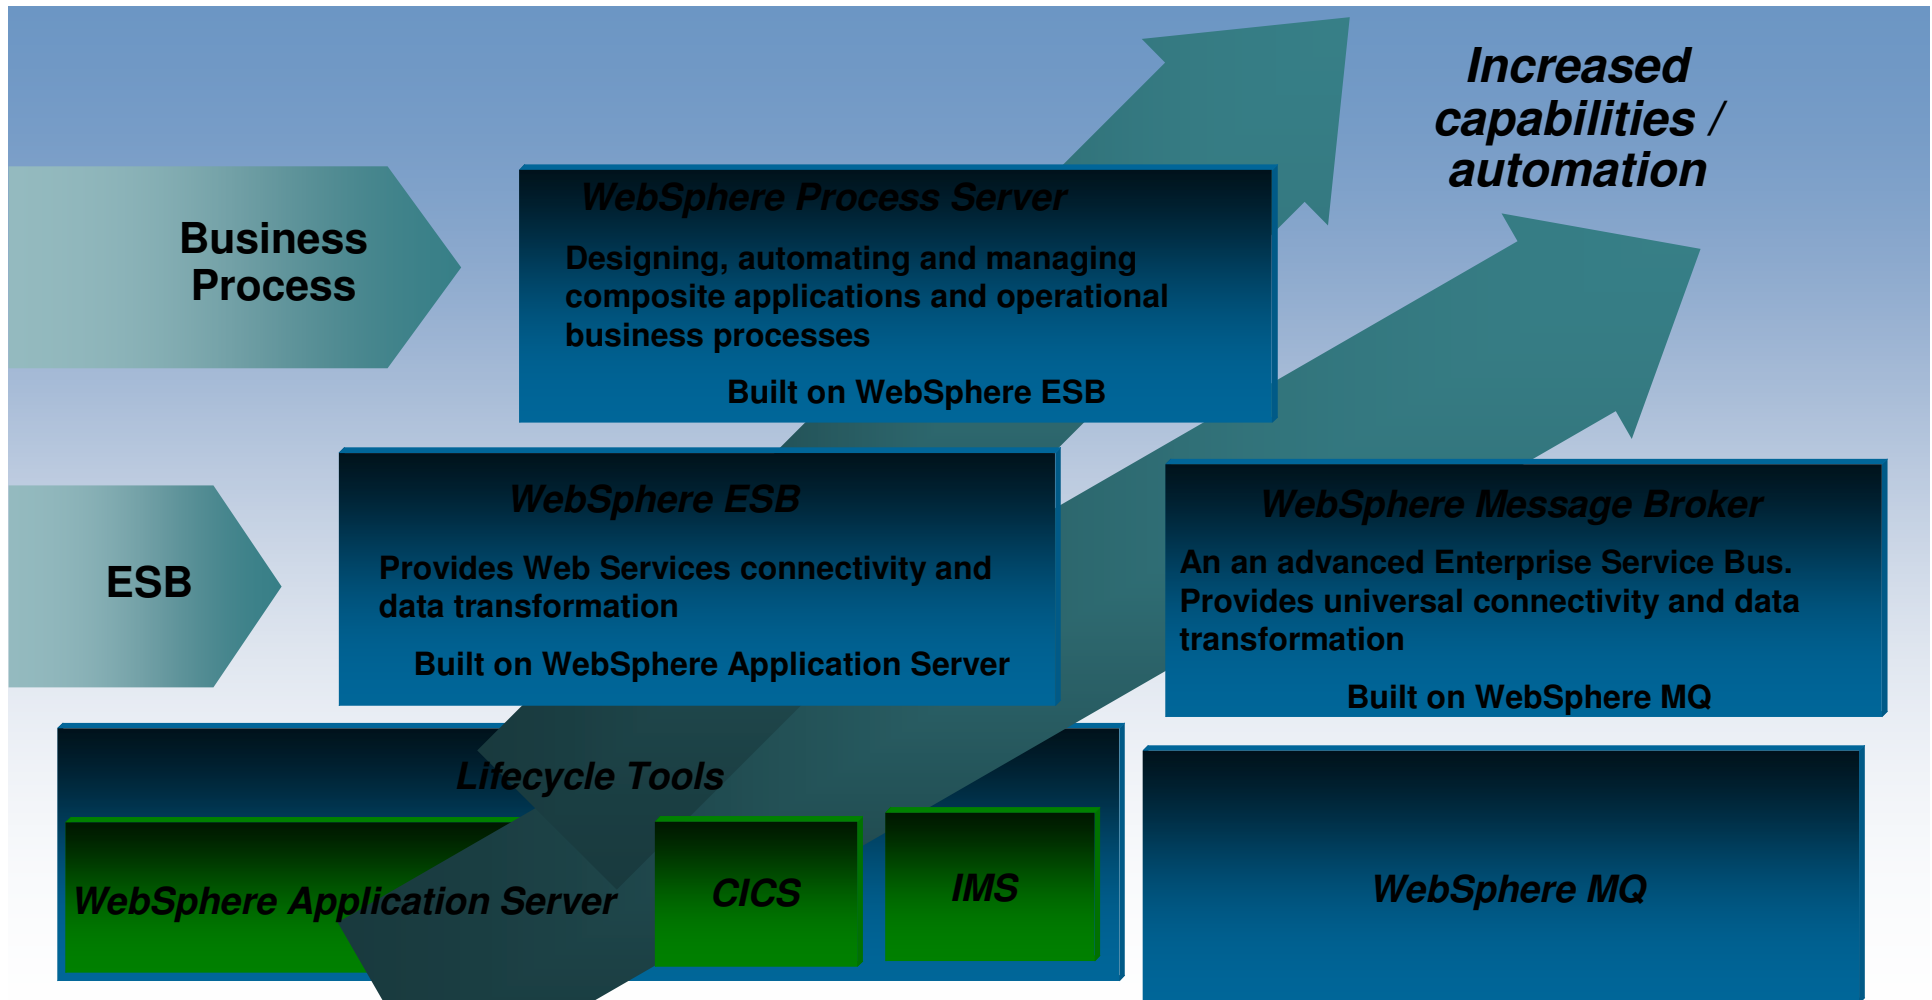 Increased
capabilities /
automation
Business
Process
WebSphere Process Server
Designing, automating and managing
composite applications and operational
business processes
Built on WebSphere ESB
ESB
WebSphere ESB
Provides Web Services connectivity and
data transformation
Built on WebSphere Application Server
WebSphere Message Broker
An an advanced Enterprise Service Bus.
Provides universal connectivity and data
transformation
Built on WebSphere MQ
Lifecycle Tools
WebSphere Application Server
CICS
IMS
WebSphere MQ